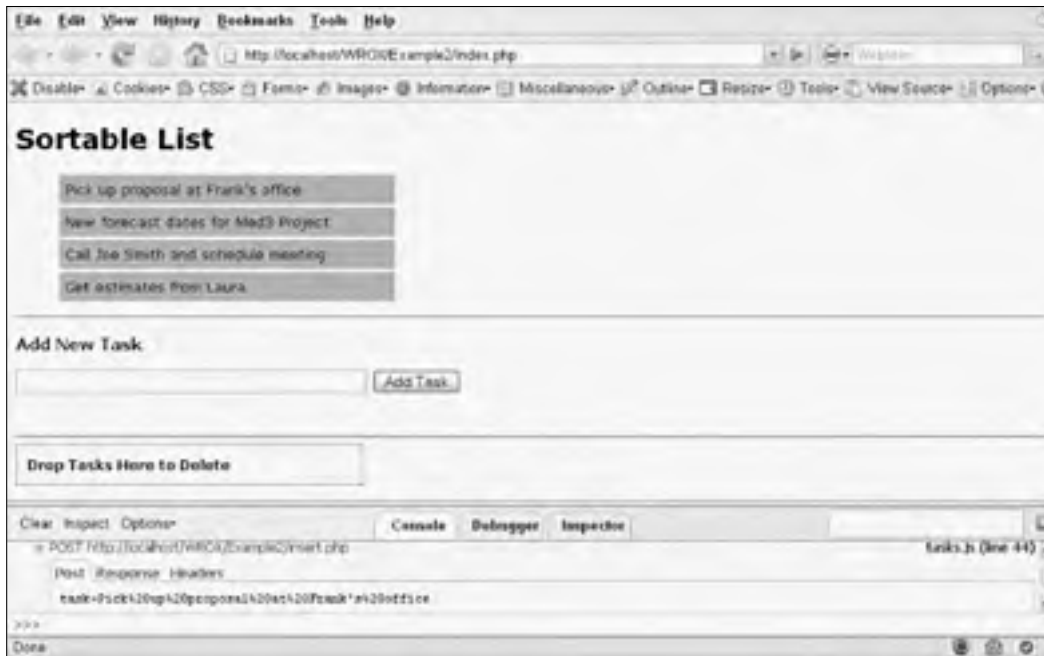 File Edit View History Bookmarks Tools Help
http://localhost/WROX/Example2/index.php
Disable Cookies CSS Forms Images Information Miscellaneous Outline Resize Tools View Source Options
Sortable List
Pick up proposal at Frank's office
New forecast dates for Med3 Project
Call Joe Smith and schedule meeting
Get estimates from Laura
Add New Task
Add Task
Drop Tasks Here to Delete
Clear Inspect Options
Console Debugger Inspector
POST http://localhost/WROX/Example2/insert.php tasks.js (line 44)
Post Response Headers
task=Pick%20up%20proposal%20at%20Frank's%20office
>>>
Done